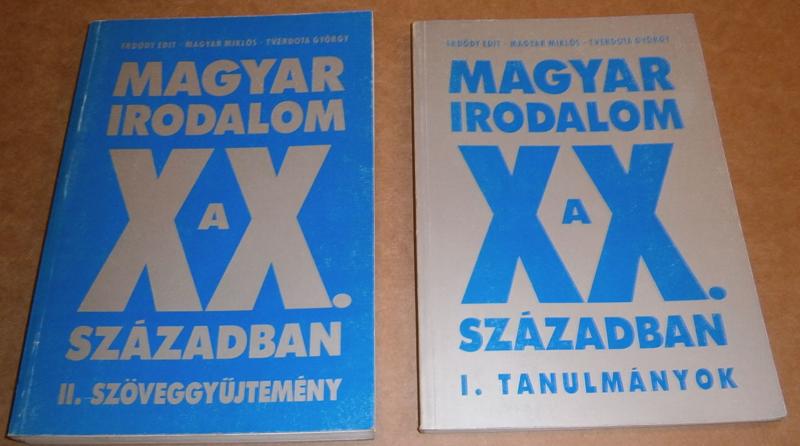 ERDŐDY EDIT · MAGYAR MIKLÓS · TVERDOTA GYÖRGY
MAGYAR
IRODALOM
A
XX.
SZÁZADBAN
II. SZÖVEGGYŰJTEMÉNY
ERDŐDY EDIT · MAGYAR MIKLÓS · TVERDOTA GYÖRGY
MAGYAR
IRODALOM
A
XX.
SZÁZADBAN
I. TANULMÁNYOK